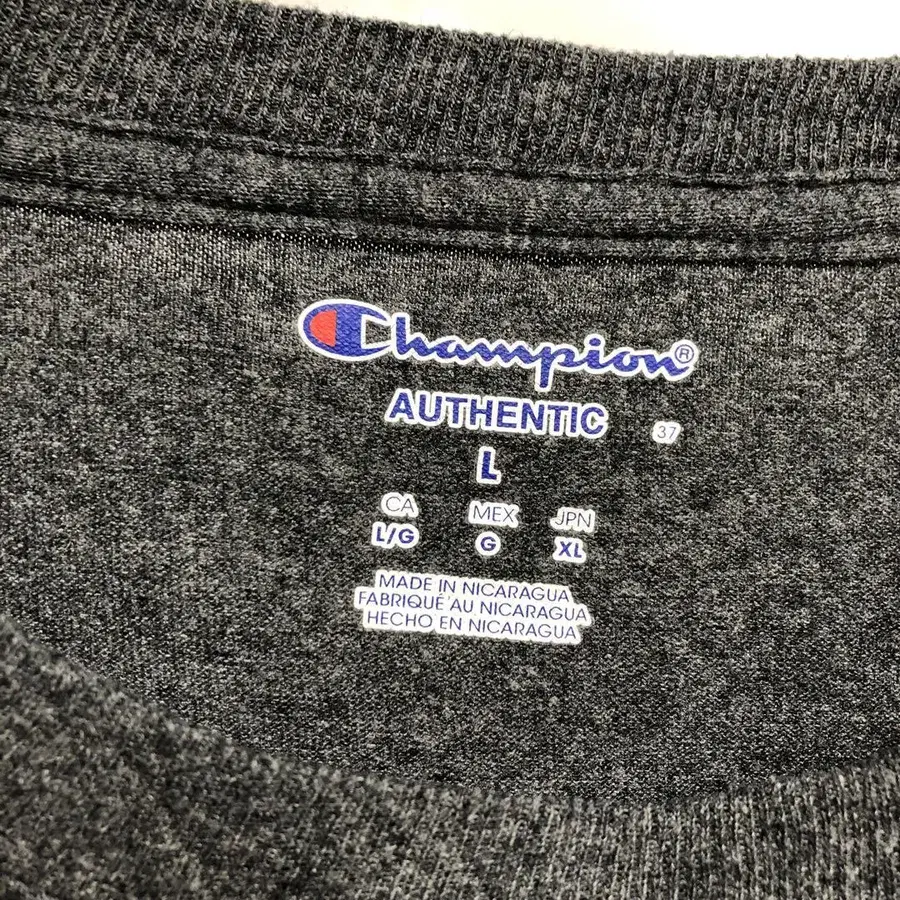 Champion®
AUTHENTIC
37
L
CA MEX JPN
L/G G XL
MADE IN NICARAGUA
FABRIQUÉ AU NICARAGUA
HECHO EN NICARAGUA